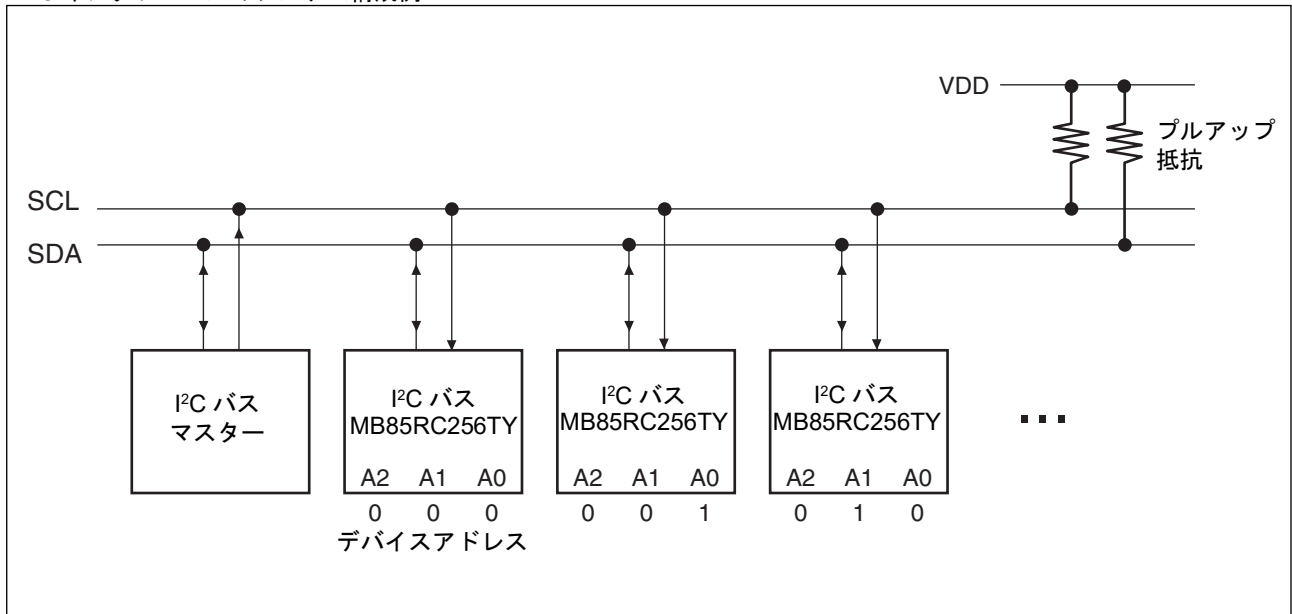 VDD
プルアップ
抵抗
SCL
SDA
I²C バス
マスター
I²C バス
MB85RC256TY
A2 A1 A0
0 0 0
デバイスアドレス
I²C バス
MB85RC256TY
A2 A1 A0
0 0 1
I²C バス
MB85RC256TY
A2 A1 A0
0 1 0